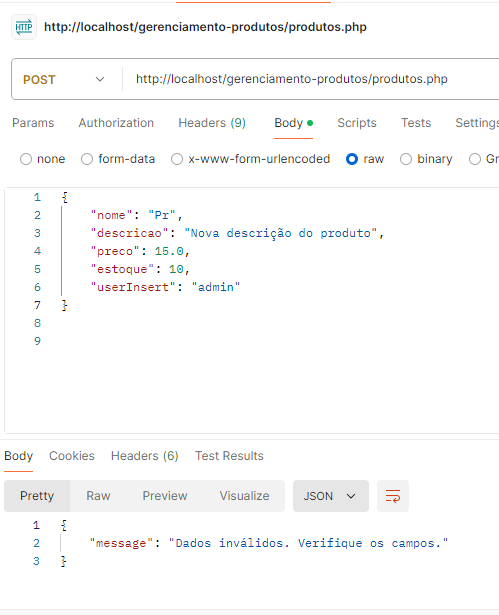 HTTP http://localhost/gerenciamento-produtos/produtos.php
POST http://localhost/gerenciamento-produtos/produtos.php
Params Authorization Headers (9) Body Scripts Tests Settings
none form-data x-www-form-urlencoded raw binary Gr
1 {
2 "nome": "Pr",
3 "descricao": "Nova descrição do produto",
4 "preco": 15.0,
5 "estoque": 10,
6 "userInsert": "admin"
7 }
8
9
Body Cookies Headers (6) Test Results
Pretty Raw Preview Visualize JSON
1 {
2 "message": "Dados inválidos. Verifique os campos."
3 }